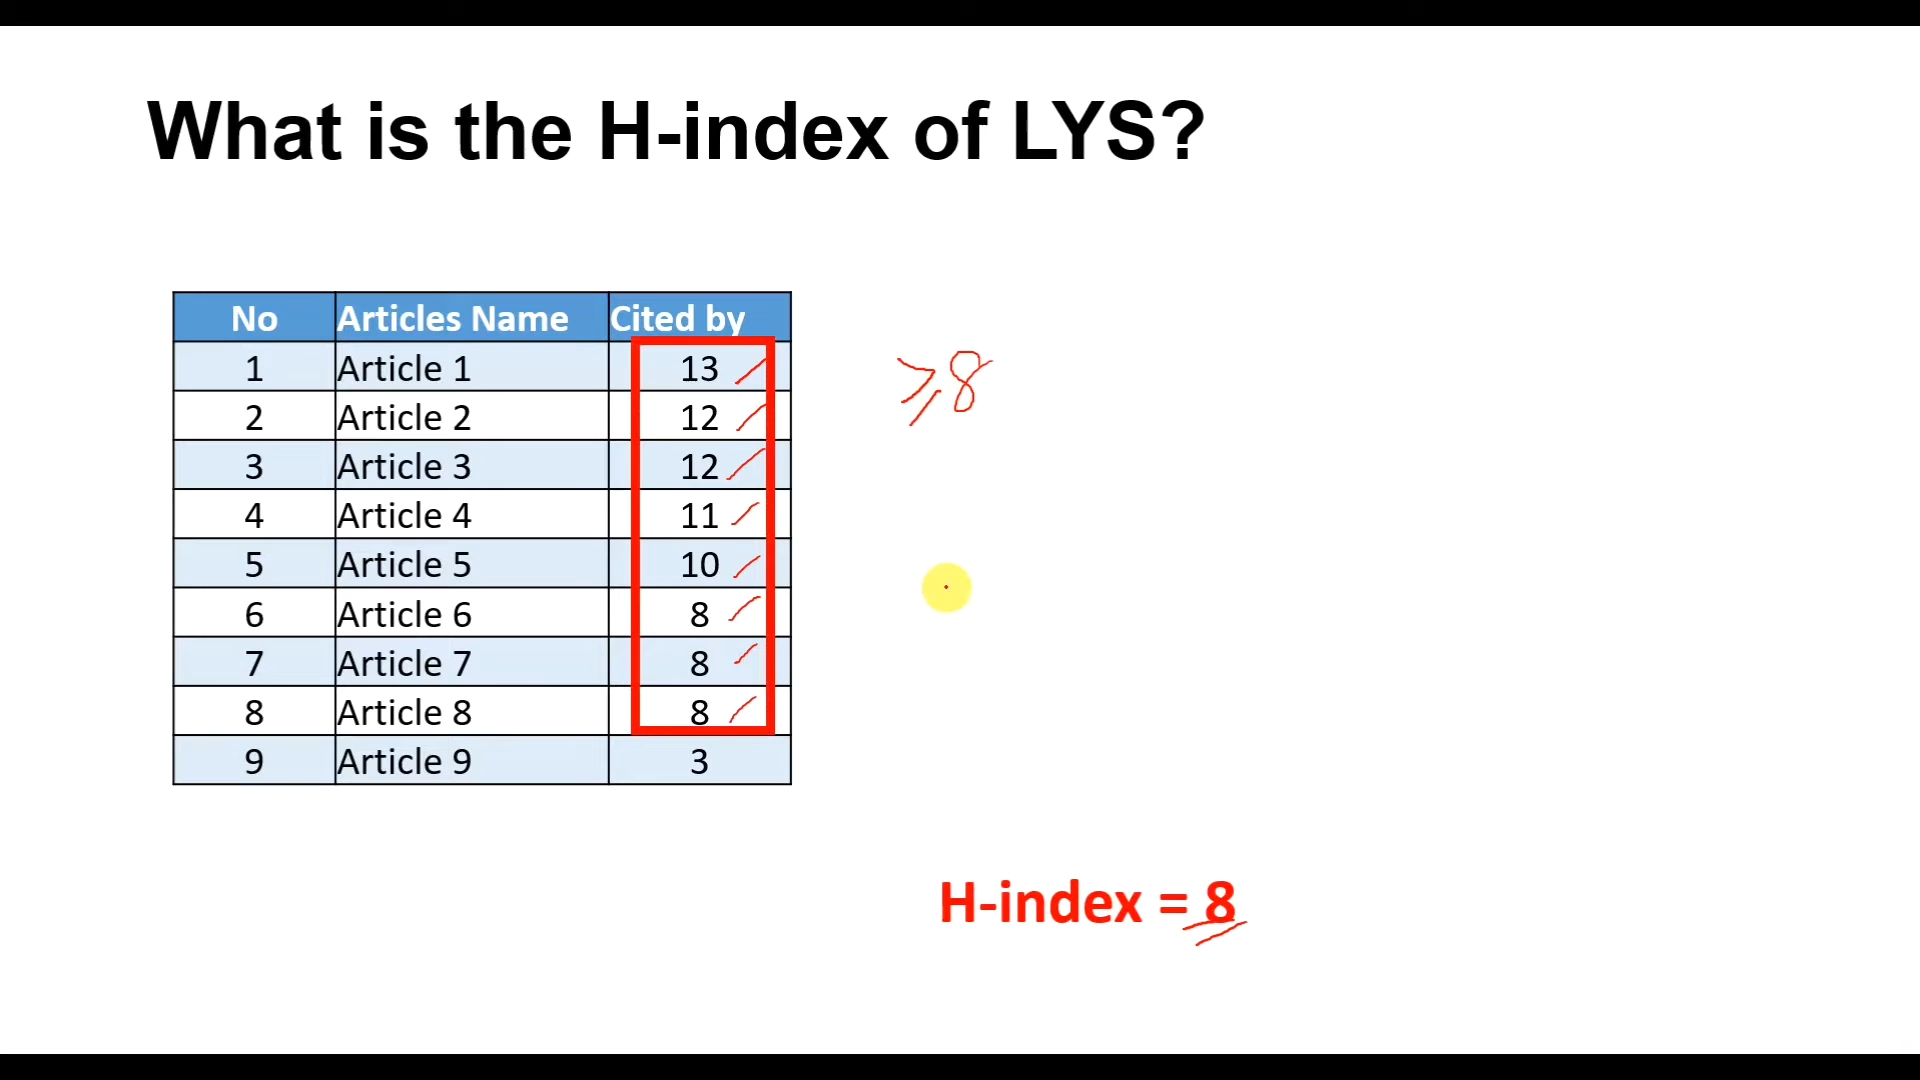 What is the H-index of LYS?
No Articles Name Cited by
1 Article 1 13
≥8
2 Article 2 12
3 Article 3 12
4 Article 4 11
5 Article 5 10
6 Article 6 8
7 Article 7 8
8 Article 8 8
9 Article 9 3
H-index = 8